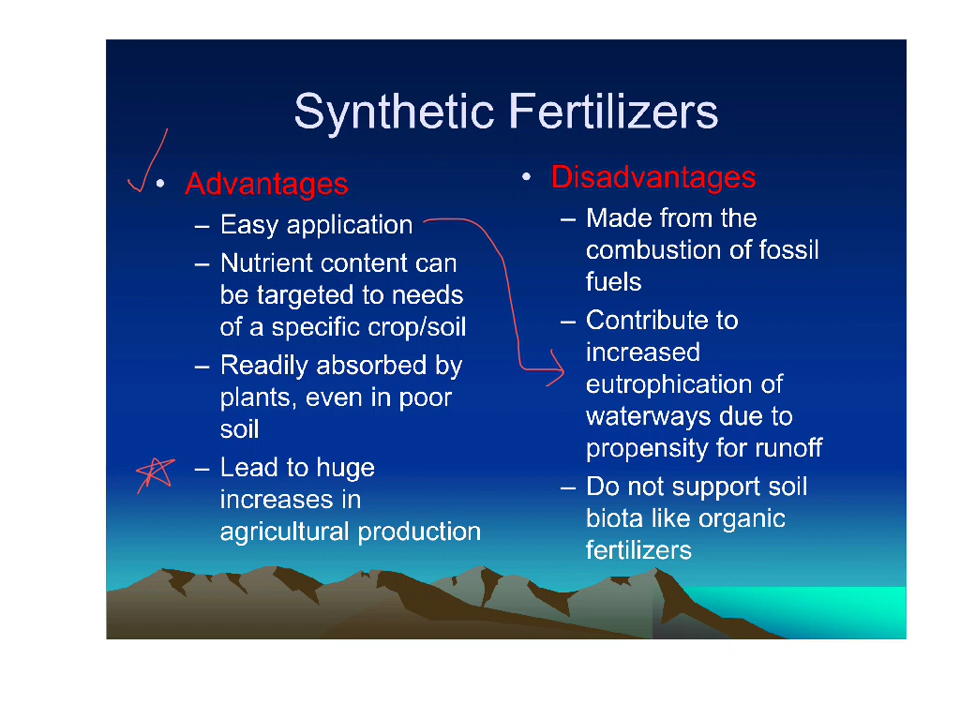 Synthetic Fertilizers
• Advantages
– Easy application
– Nutrient content can
be targeted to needs
of a specific crop/soil
– Readily absorbed by
plants, even in poor
soil
– Lead to huge
increases in
agricultural production
• Disadvantages
– Made from the
combustion of fossil
fuels
– Contribute to
increased
eutrophication of
waterways due to
propensity for runoff
– Do not support soil
biota like organic
fertilizers